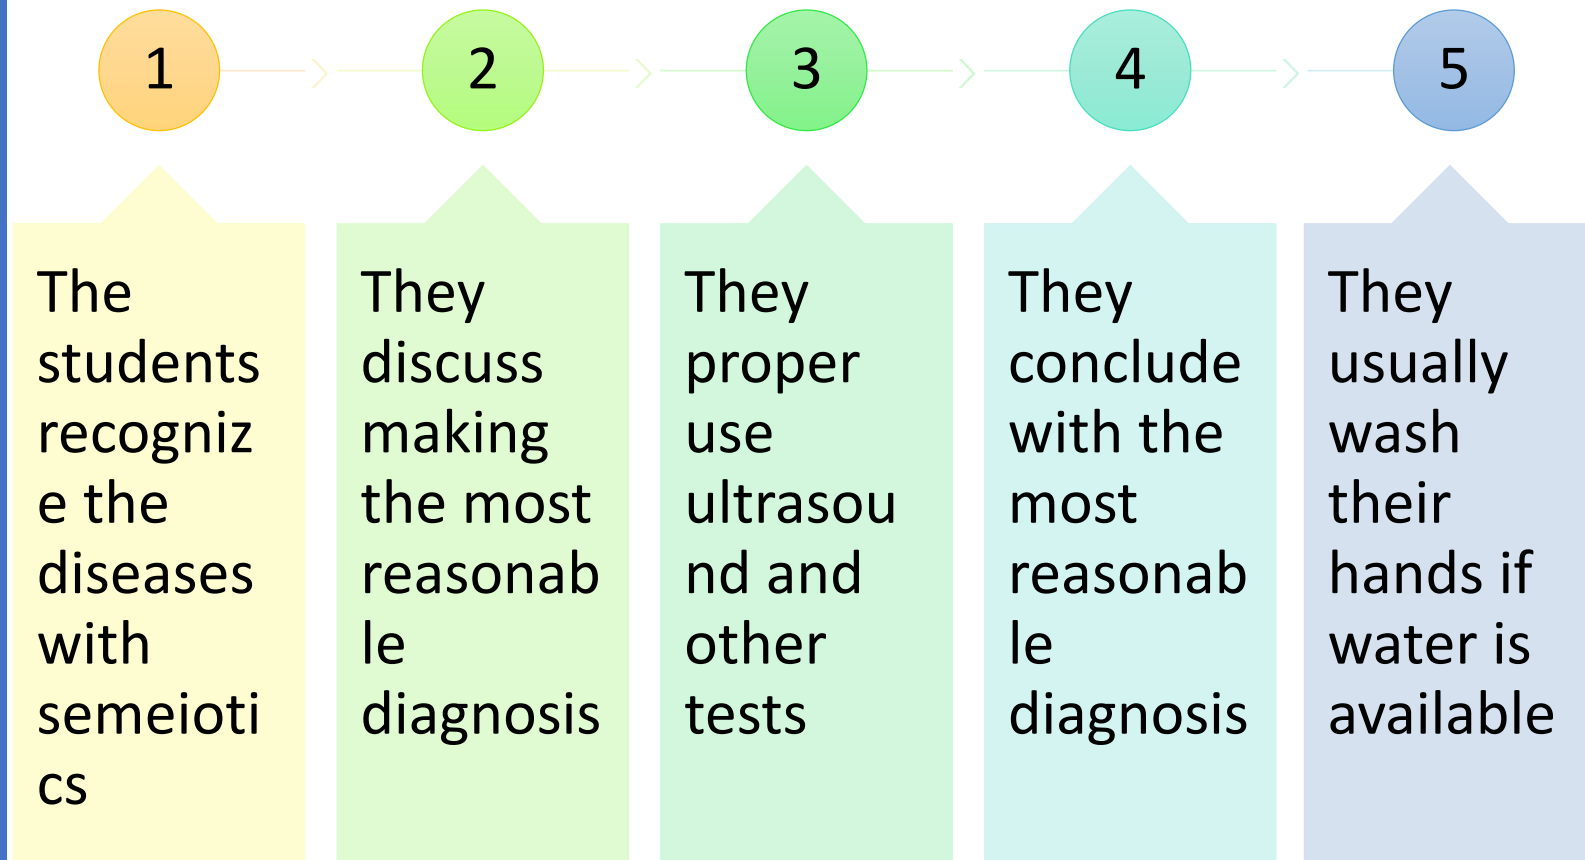 1
2
3
4
5
The
students
recogniz
e the
diseases
with
semeioti
cs
They
discuss
making
the most
reasonab
le
diagnosis
They
proper
use
ultrasou
nd and
other
tests
They
conclude
with the
most
reasonab
le
diagnosis
They
usually
wash
their
hands if
water is
available